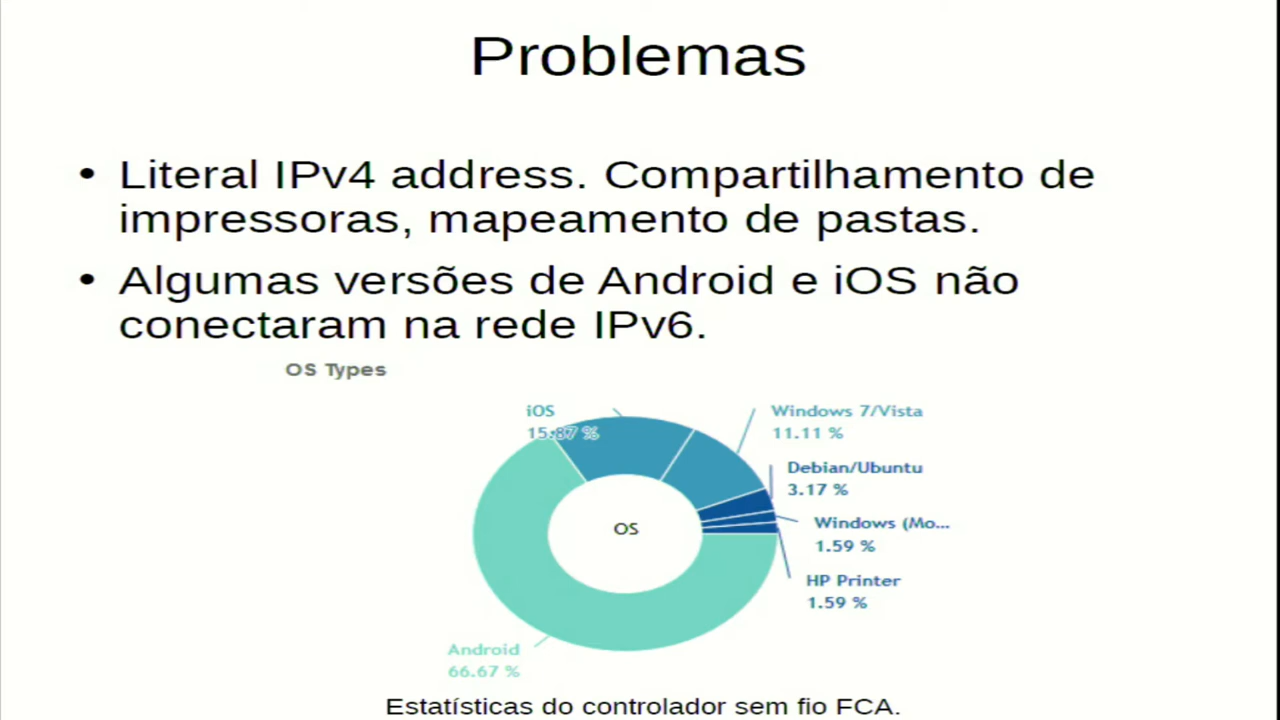 Problemas
• Literal IPv4 address. Compartilhamento de
impressoras, mapeamento de pastas.
• Algumas versões de Android e iOS não
conectaram na rede IPv6.
OS Types
iOS
15.87 %
Windows 7/Vista
11.11 %
Debian/Ubuntu
3.17 %
Windows (Mo...
1.59 %
OS
HP Printer
1.59 %
Android
66.67 %
Estatísticas do controlador sem fio FCA.